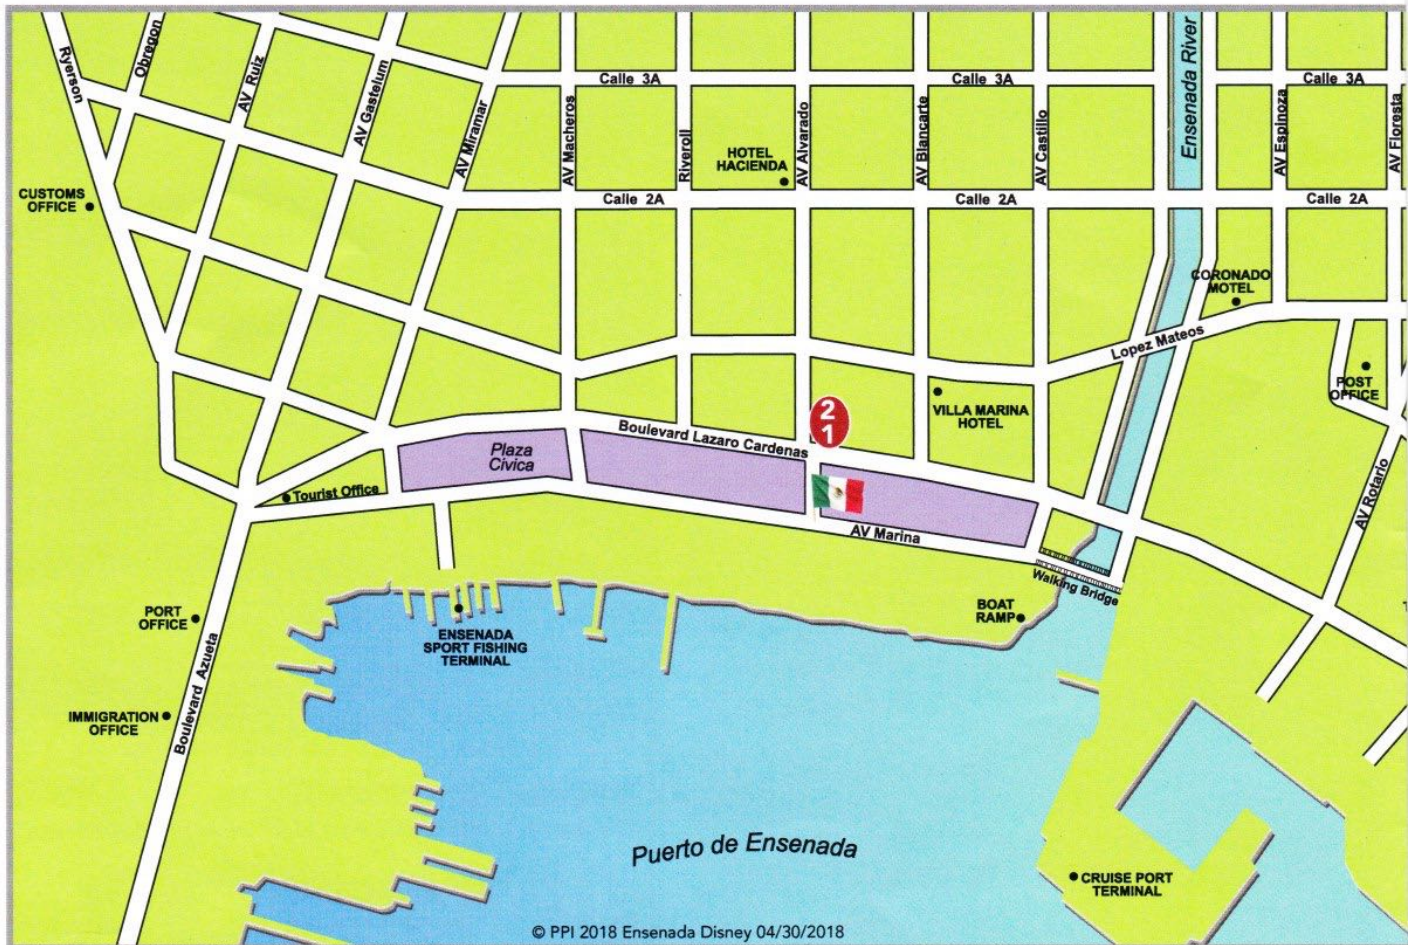 Ryerson
Obregon
AV Ruiz
AV Gastelum
AV Miramar
AV Macheros
Riveroll
AV Alvarado
AV Blancarte
AV Castillo
Ensenada River
AV Espinoza
AV Floresta
Calle 3A
Calle 3A
Calle 3A
HOTEL
HACIENDA
CUSTOMS
OFFICE
Calle 2A
Calle 2A
Calle 2A
CORONADO
MOTEL
Lopez Mateos
POST
OFFICE
VILLA MARINA
HOTEL
2
1
Boulevard Lazaro Cardenas
Plaza
Civica
Tourist Office
AV Marina
AV Rotario
Walking Bridge
BOAT
RAMP
PORT
OFFICE
ENSENADA
SPORT FISHING
TERMINAL
IMMIGRATION
OFFICE
Boulevard Azueta
Puerto de Ensenada
CRUISE PORT
TERMINAL
© PPI 2018 Ensenada Disney 04/30/2018